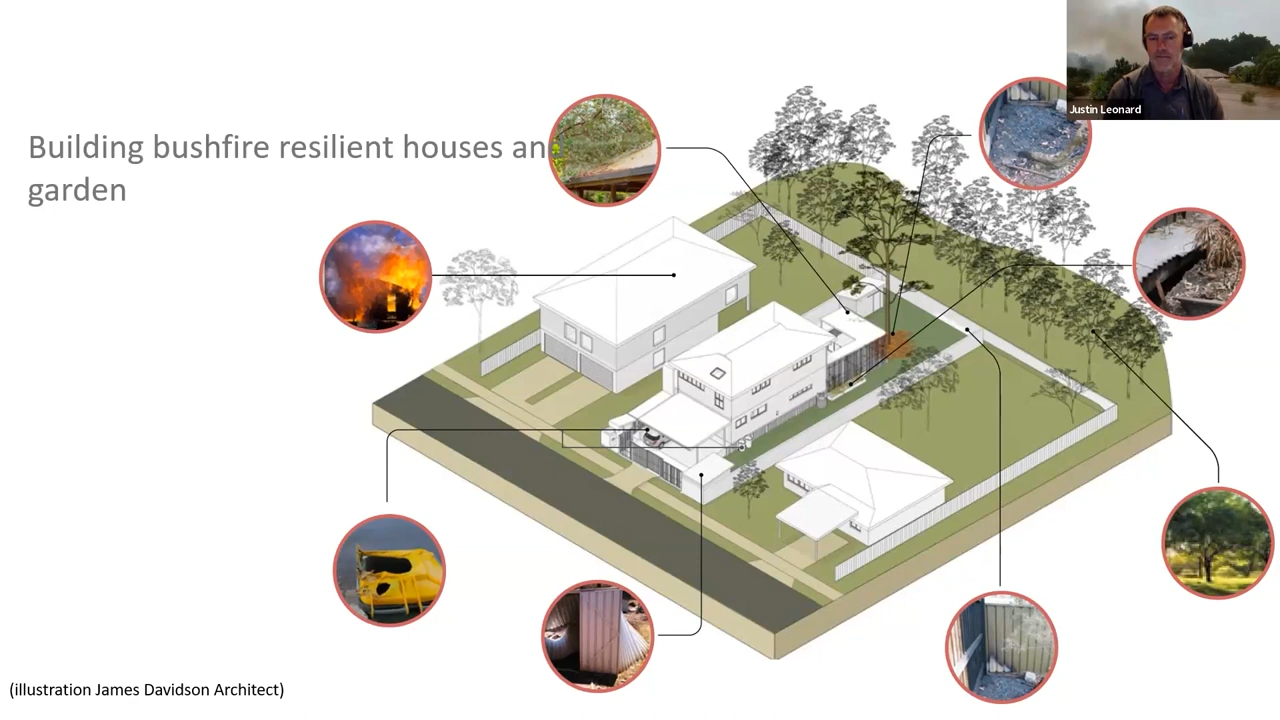 Justin Leonard
Building bushfire resilient houses an
garden
(illustration James Davidson Architect)